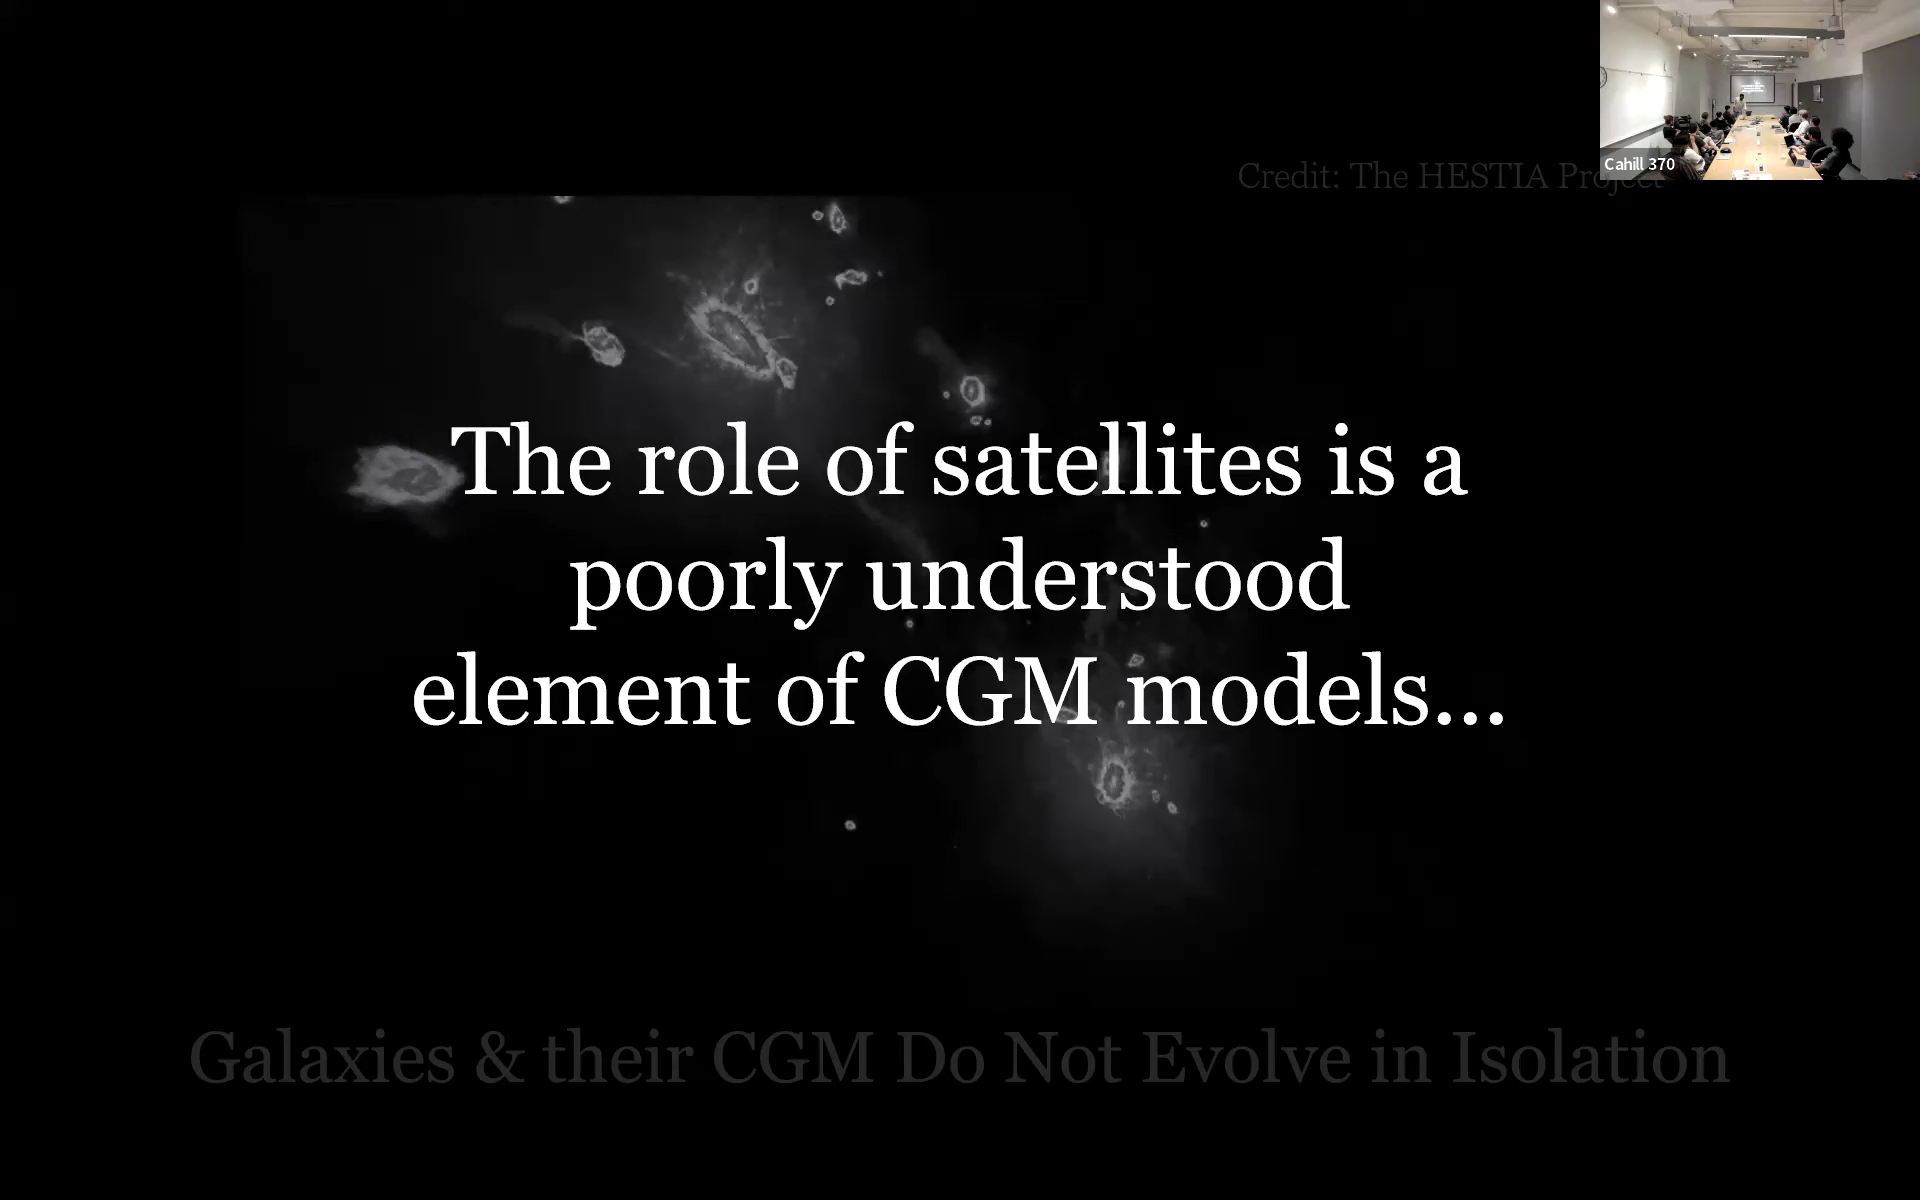 Cahill 370
Credit: The HESTIA Project
The role of satellites is a
poorly understood
element of CGM models...
Galaxies & their CGM Do Not Evolve in Isolation